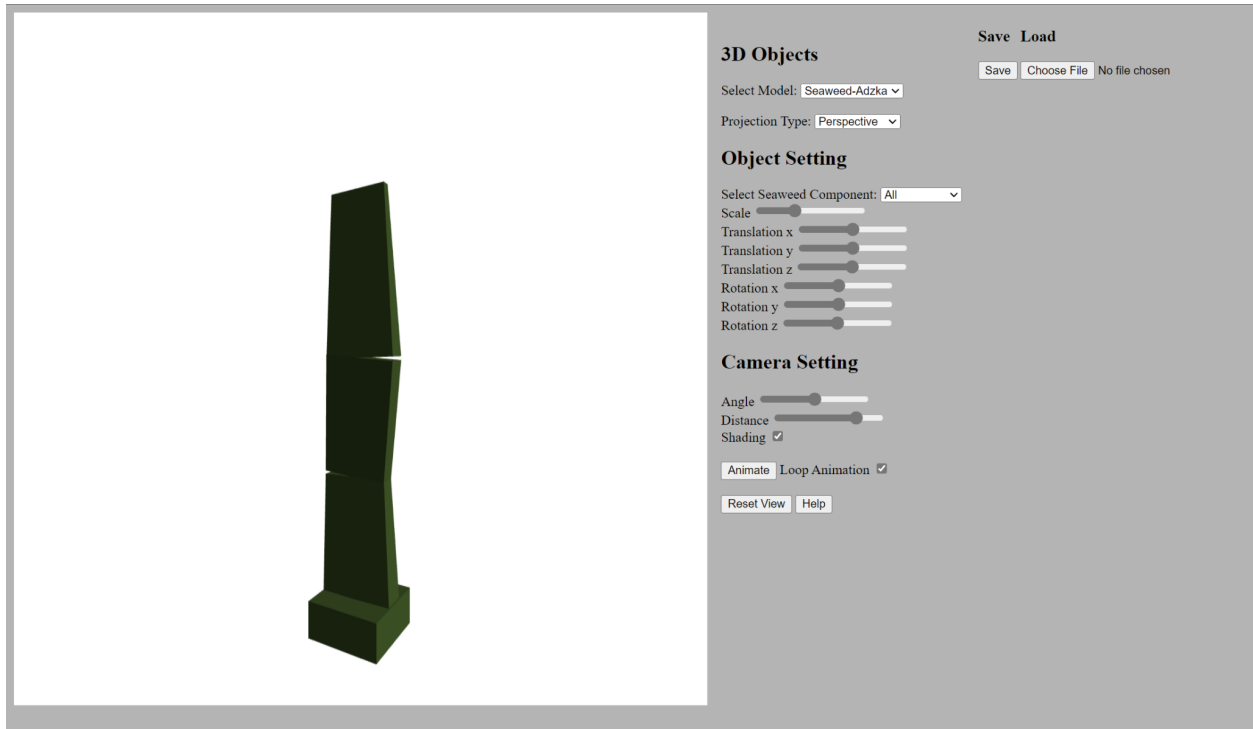 3D Objects
Select Model: Seaweed-Adzka
Projection Type: Perspective
Object Setting
Select Seaweed Component: All
Scale
Translation x
Translation y
Translation z
Rotation x
Rotation y
Rotation z
Camera Setting
Angle
Distance
Shading
Animate Loop Animation
Reset View Help
Save Load
Save Choose File No file chosen